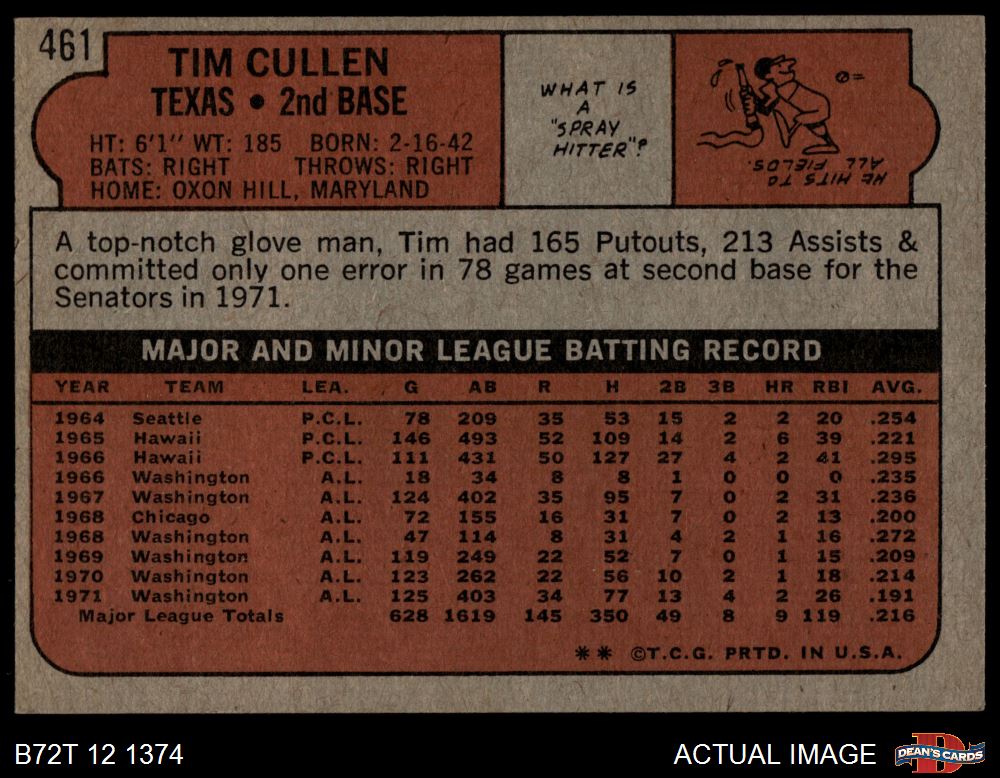 461
TIM CULLEN
TEXAS • 2nd BASE
HT: 6'1" WT: 185 BORN: 2-16-42
BATS: RIGHT THROWS: RIGHT
HOME: OXON HILL, MARYLAND
WHAT IS
A
"SPRAY
HITTER"?
HE HITS TO
ALL FIELDS.
A top-notch glove man, Tim had 165 Putouts, 213 Assists &
committed only one error in 78 games at second base for the
Senators in 1971.
MAJOR AND MINOR LEAGUE BATTING RECORD
YEAR TEAM LEA. G AB R H 2B 3B HR RBI AVG.
1964 Seattle P.C.L. 78 209 35 53 15 2 2 20 .254
1965 Hawaii P.C.L. 146 493 52 109 14 2 6 39 .221
1966 Hawaii P.C.L. 111 431 50 127 27 4 2 41 .295
1966 Washington A.L. 18 34 8 8 1 0 0 0 .235
1967 Washington A.L. 124 402 35 95 7 0 2 31 .236
1968 Chicago A.L. 72 155 16 31 7 0 2 13 .200
1968 Washington A.L. 47 114 8 31 4 2 1 16 .272
1969 Washington A.L. 119 249 22 52 7 0 1 15 .209
1970 Washington A.L. 123 262 22 56 10 2 1 18 .214
1971 Washington A.L. 125 403 34 77 13 4 2 26 .191
Major League Totals 628 1619 145 350 49 8 9 119 .216
** ©T.C.G. PRTD. IN U.S.A.
B72T 12 1374
ACTUAL IMAGE
DEAN'S CARDS